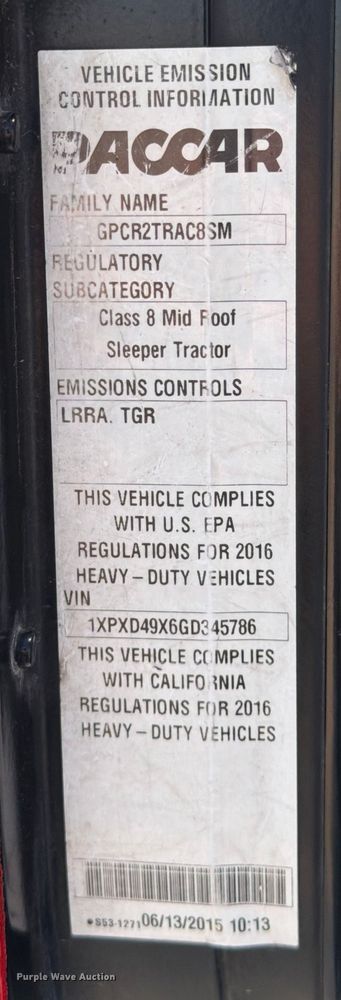 VEHICLE EMISSION
CONTROL INFORMATION
PACCAR
FAMILY NAME
GPCR2TRAC8SM
REGULATORY
SUBCATEGORY
Class 8 Mid Roof
Sleeper Tractor
EMISSIONS CONTROLS
LRRA. TGR
THIS VEHICLE COMPLIES
WITH U.S. EPA
REGULATIONS FOR 2016
HEAVY – DUTY VEHICLES
VIN
1XPXD49X6GD345786
THIS VEHICLE COMPLIES
WITH CALIFORNIA
REGULATIONS FOR 2016
HEAVY – DUTY VEHICLES
*S53-1271 06/13/2015 10:13
Purple Wave Auction